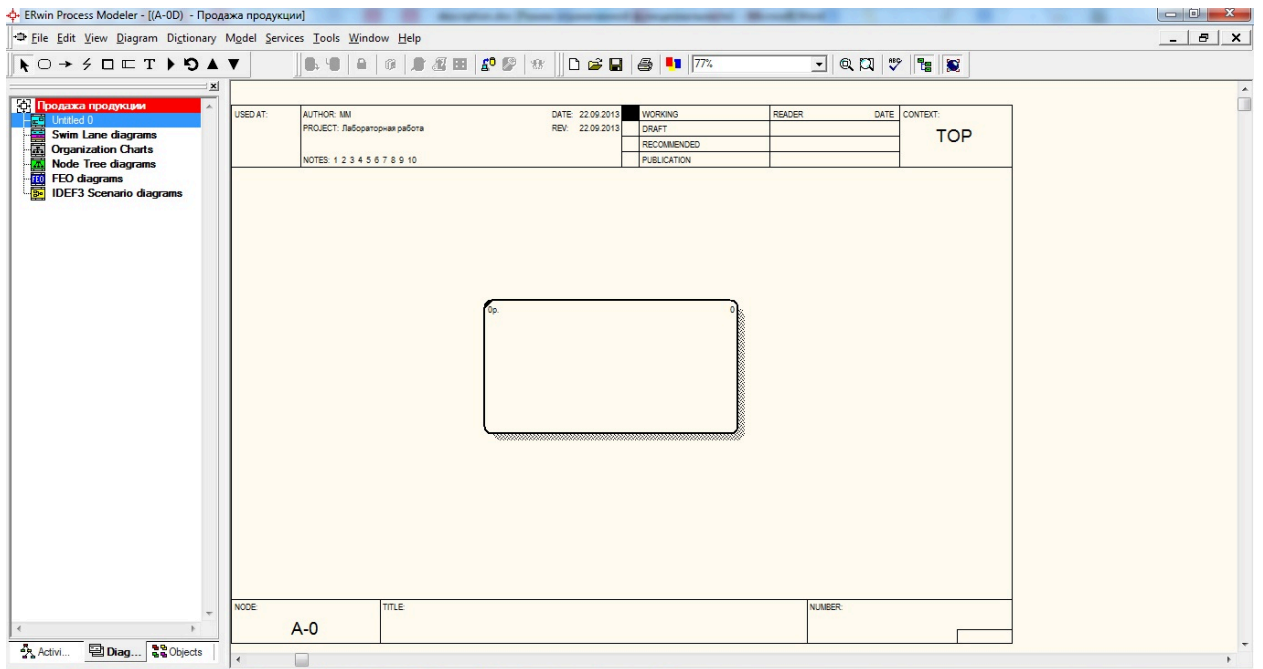 ERwin Process Modeler - [(A-0D) - Продажа продукции]
File Edit View Diagram Dictionary Model Services Tools Window Help
77%
Продажа продукции
Untitled 0
Swim Lane diagrams
Organization Charts
Node Tree diagrams
FEO diagrams
IDEF3 Scenario diagrams
Activi... Diag... Objects
USED AT: AUTHOR: MM DATE: 22.09.2013 WORKING READER DATE CONTEXT:
PROJECT: Лабораторная работа REV: 22.09.2013 DRAFT
TOP
RECOMMENDED
NOTES: 1 2 3 4 5 6 7 8 9 10 PUBLICATION
0р. 0
NODE: TITLE: NUMBER:
A-0